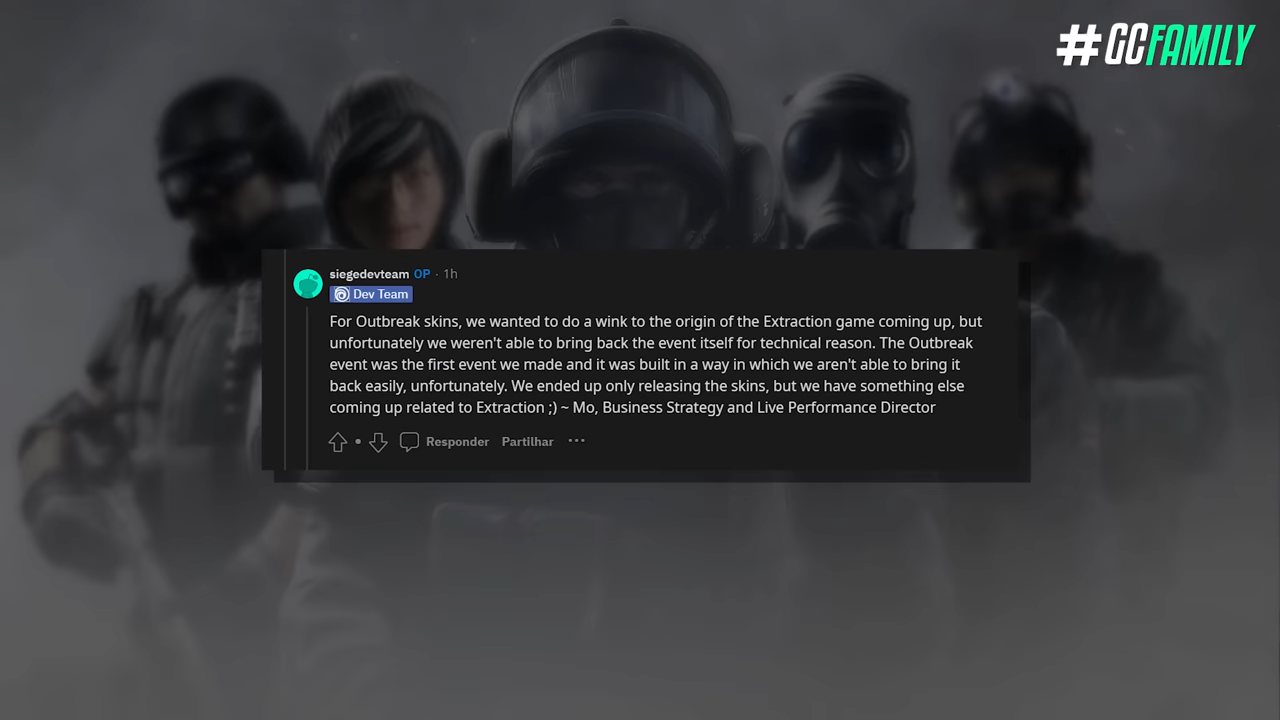 #GCFAMILY
siegedevteam OP · 1h
Dev Team
For Outbreak skins, we wanted to do a wink to the origin of the Extraction game coming up, but
unfortunately we weren't able to bring back the event itself for technical reason. The Outbreak
event was the first event we made and it was built in a way in which we aren't able to bring it
back easily, unfortunately. We ended up only releasing the skins, but we have something else
coming up related to Extraction ;) ~ Mo, Business Strategy and Live Performance Director
Responder Partilhar ···